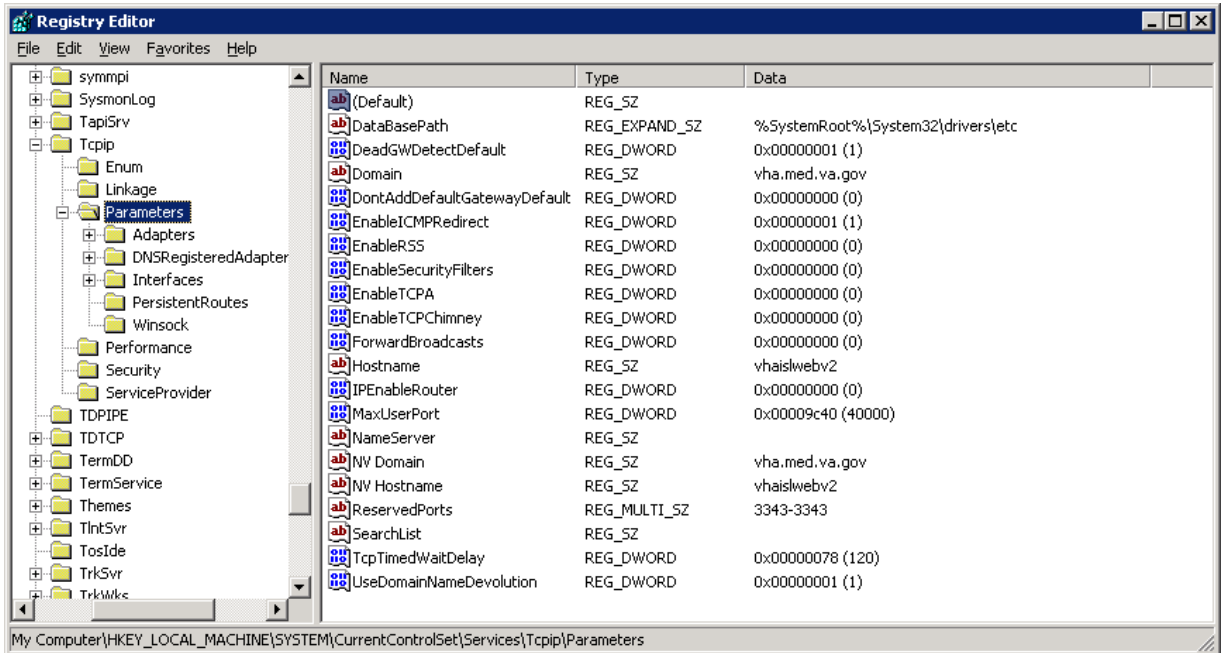 Registry Editor
File Edit View Favorites Help
symmpi
SysmonLog
TapiSrv
Tcpip
Enum
Linkage
Parameters
Adapters
DNSRegisteredAdapter
Interfaces
PersistentRoutes
Winsock
Performance
Security
ServiceProvider
TDPIPE
TDTCP
TermDD
TermService
Themes
TlntSvr
TosIde
TrkSvr
TrkWks
Name Type Data
(Default) REG_SZ
DataBasePath REG_EXPAND_SZ %SystemRoot%\System32\drivers\etc
DeadGWDetectDefault REG_DWORD 0x00000001 (1)
Domain REG_SZ vha.med.va.gov
DontAddDefaultGatewayDefault REG_DWORD 0x00000000 (0)
EnableICMPRedirect REG_DWORD 0x00000001 (1)
EnableRSS REG_DWORD 0x00000000 (0)
EnableSecurityFilters REG_DWORD 0x00000000 (0)
EnableTCPA REG_DWORD 0x00000000 (0)
EnableTCPChimney REG_DWORD 0x00000000 (0)
ForwardBroadcasts REG_DWORD 0x00000000 (0)
Hostname REG_SZ vhaislwebv2
IPEnableRouter REG_DWORD 0x00000000 (0)
MaxUserPort REG_DWORD 0x00009c40 (40000)
NameServer REG_SZ
NV Domain REG_SZ vha.med.va.gov
NV Hostname REG_SZ vhaislwebv2
ReservedPorts REG_MULTI_SZ 3343-3343
SearchList REG_SZ
TcpTimedWaitDelay REG_DWORD 0x00000078 (120)
UseDomainNameDevolution REG_DWORD 0x00000001 (1)
My Computer\HKEY_LOCAL_MACHINE\SYSTEM\CurrentControlSet\Services\Tcpip\Parameters